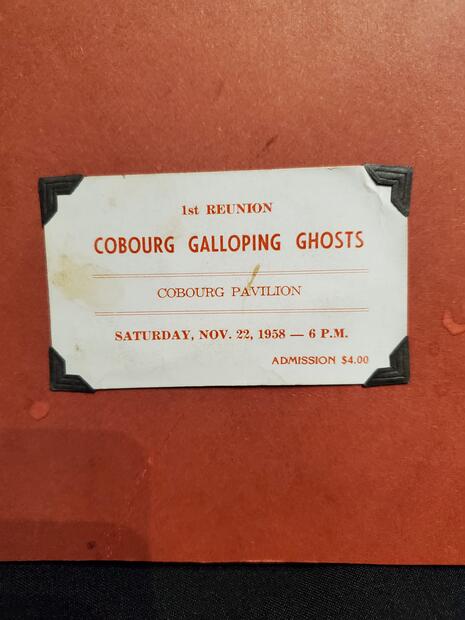 1st REUNION
COBOURG GALLOPING GHOSTS
COBOURG PAVILION
SATURDAY, NOV. 22, 1958 — 6 P.M.
ADMISSION $4.00